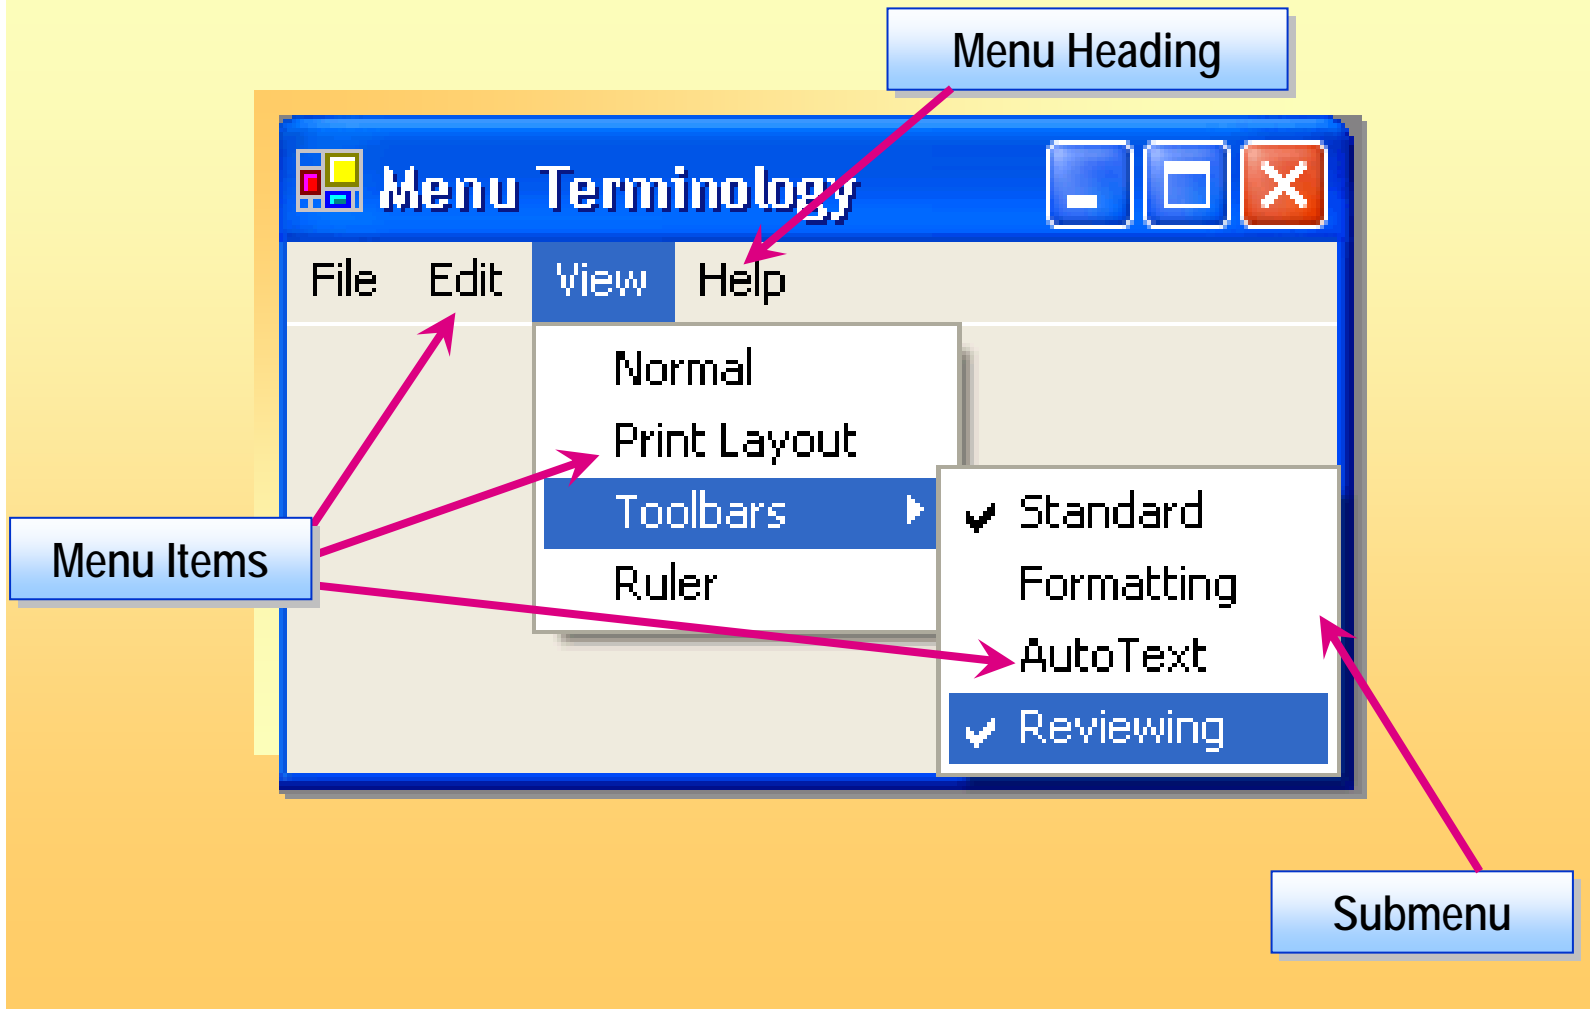 Menu Heading
Menu Terminology
File Edit View Help
Normal
Print Layout
Toolbars
Ruler
Standard
Formatting
AutoText
Reviewing
Menu Items
Submenu